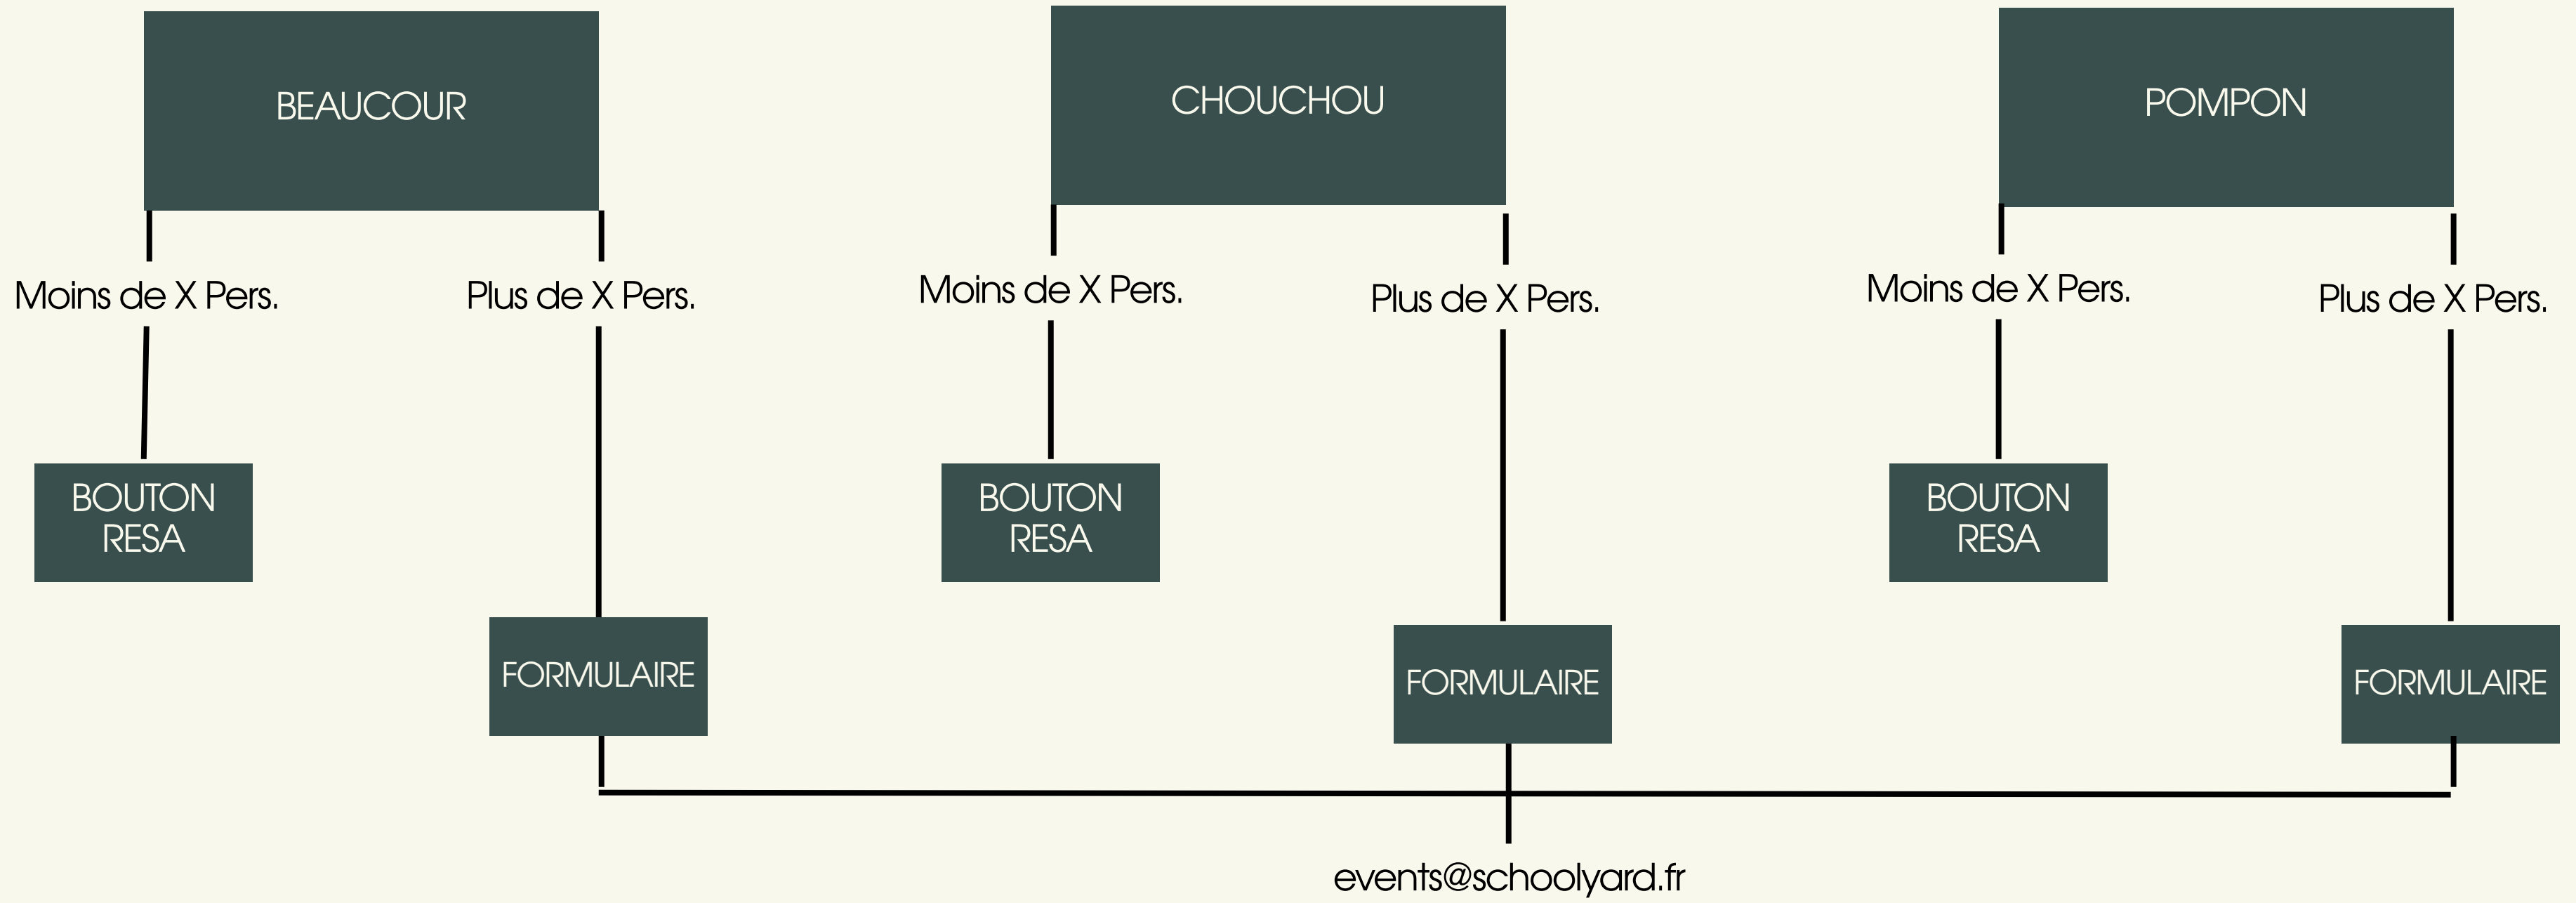 BEAUCOUR
CHOUCHOU
POMPON
Moins de X Pers.
Plus de X Pers.
Moins de X Pers.
Plus de X Pers.
Moins de X Pers.
Plus de X Pers.
BOUTON
RESA
BOUTON
RESA
BOUTON
RESA
FORMULAIRE
FORMULAIRE
FORMULAIRE
events@schoolyard.fr